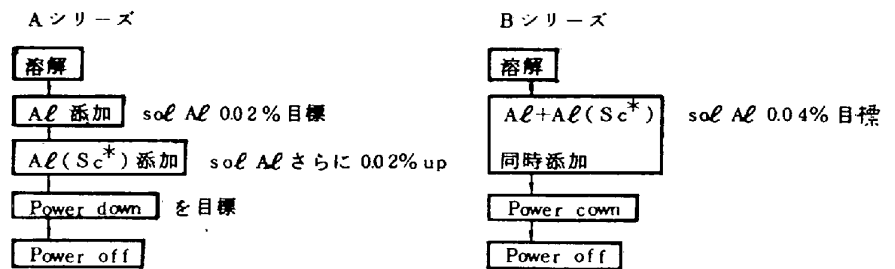 Aシリーズ
溶解
Aℓ 添加 soℓ Aℓ 0.02%目標
Aℓ(Sc*)添加 soℓ Aℓ さらに 0.02% up
Power down を目標
Power off
Bシリーズ
溶解
Aℓ+Aℓ(Sc*) soℓ Aℓ 0.04%目標
同時添加
Power cown
Power off